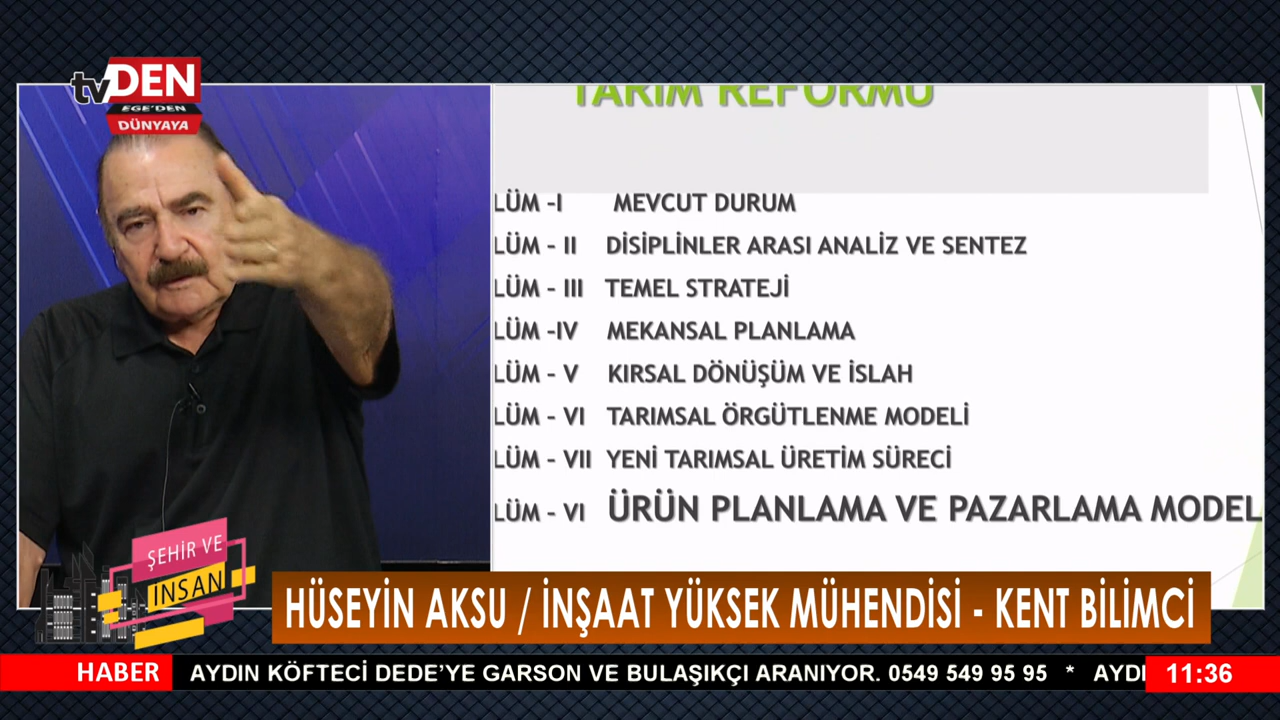 tvDEN
EGE'DEN
DÜNYAYA
TARIM REFORMU
LÜM –I MEVCUT DURUM
LÜM – II DİSİPLİNLER ARASI ANALİZ VE SENTEZ
LÜM – III TEMEL STRATEJİ
LÜM –IV MEKANSAL PLANLAMA
LÜM – V KIRSAL DÖNÜŞÜM VE İSLAH
LÜM – VI TARIMSAL ÖRGÜTLENME MODELİ
LÜM – VII YENİ TARIMSAL ÜRETİM SÜRECİ
LÜM – VI ÜRÜN PLANLAMA VE PAZARLAMA MODEL
ŞEHİR VE
INSAN
HÜSEYİN AKSU / İNŞAAT YÜKSEK MÜHENDİSİ - KENT BİLİMCİ
HABER AYDIN KÖFTECİ DEDE'YE GARSON VE BULAŞIKÇI ARANIYOR. 0549 549 95 95 * AYDI 11:36